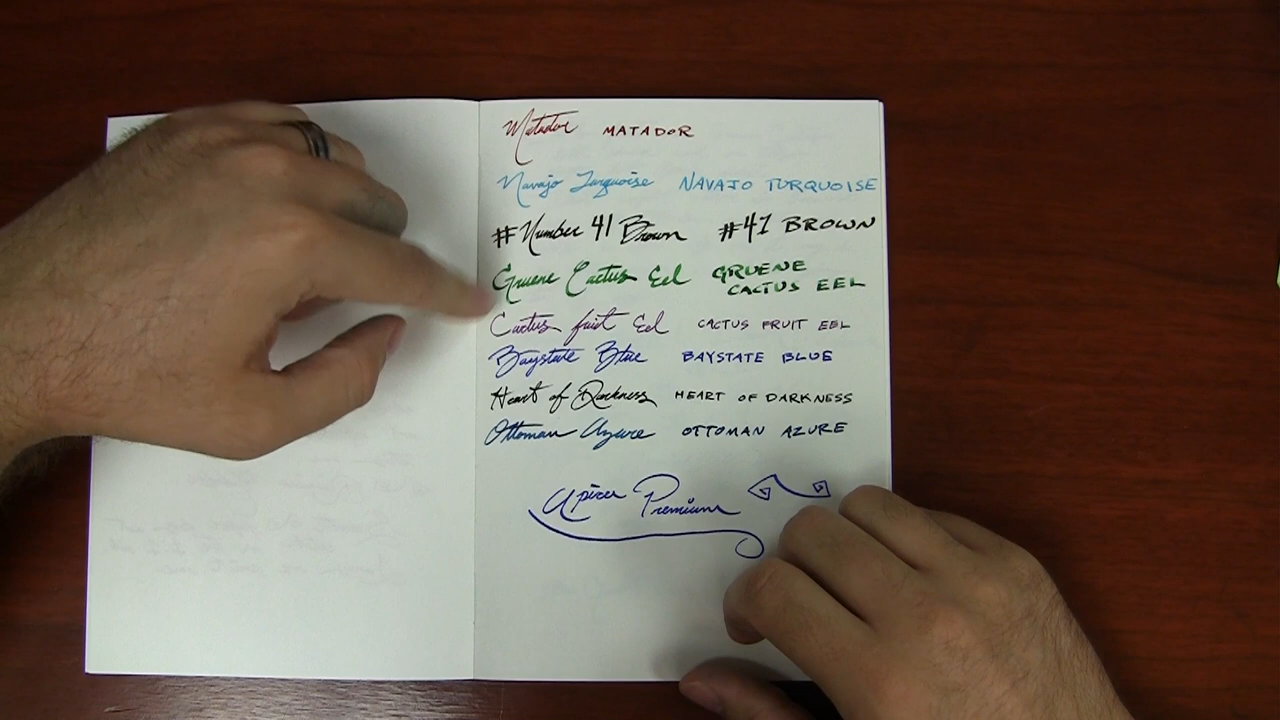 Matador MATADOR
Navajo Turquoise NAVAJO TURQUOISE
#Number 41 Brown #41 BROWN
Gruene Cactus Eel GRUENE
CACTUS EEL
Cactus fruit Eel CACTUS FRUIT EEL
Baystate Blue BAYSTATE BLUE
Heart of Darkness HEART OF DARKNESS
Ottoman Azure OTTOMAN AZURE
Apica Premium